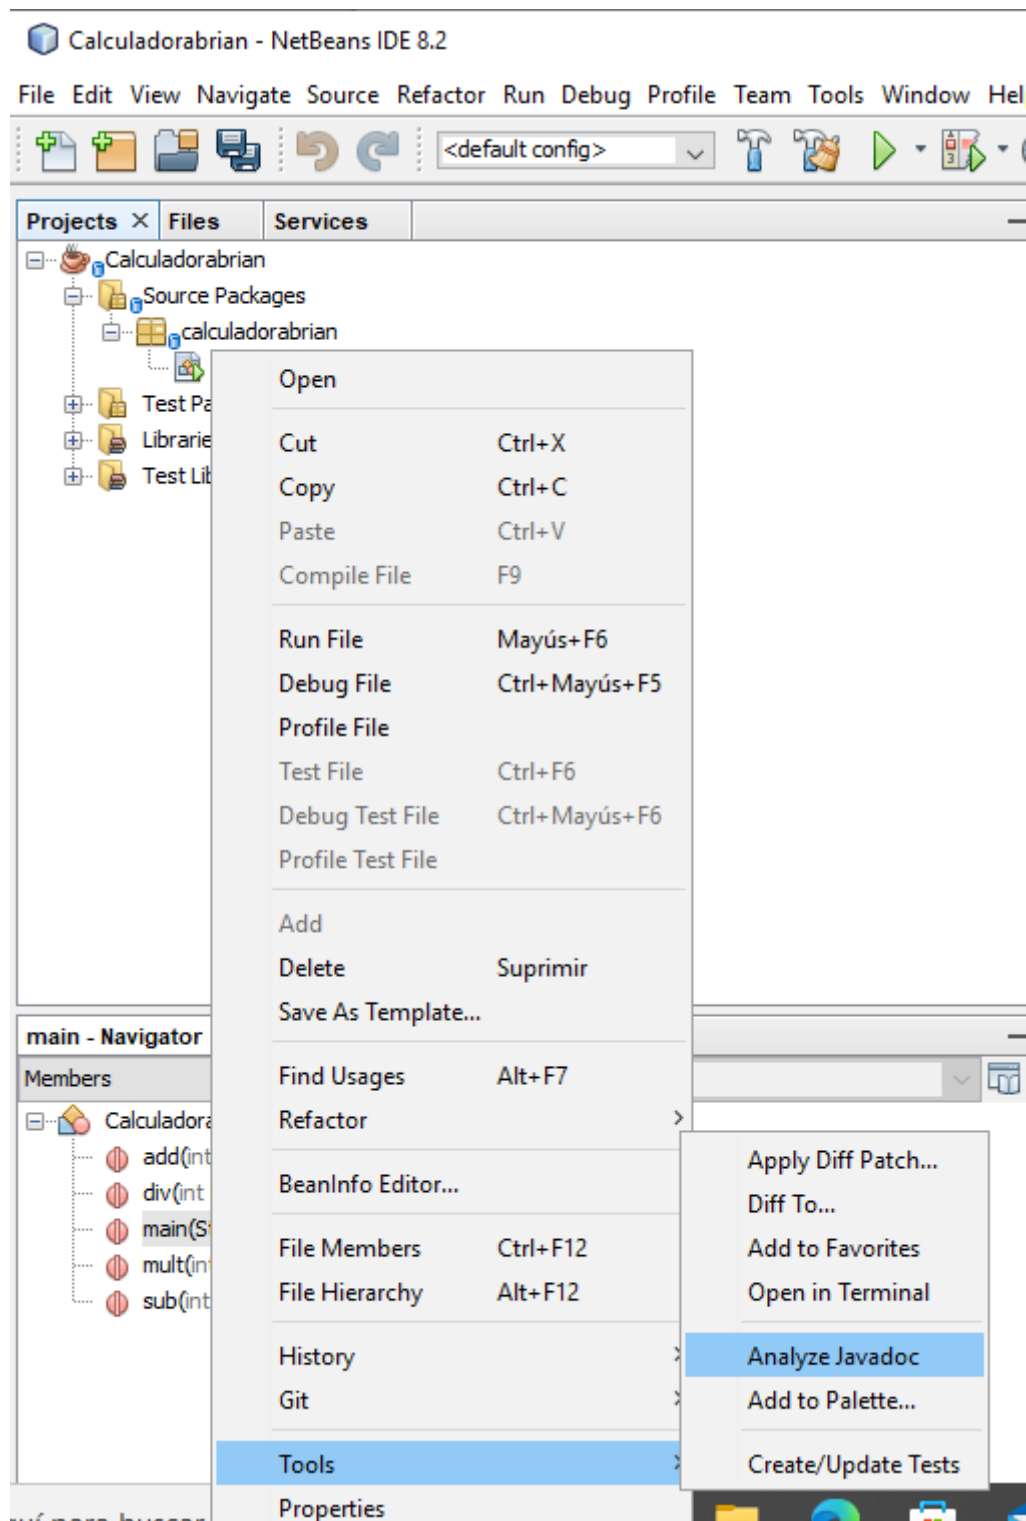 Calculadorabrian - NetBeans IDE 8.2
File Edit View Navigate Source Refactor Run Debug Profile Team Tools Window Hel
<default config>
Projects Files Services
Calculadorabrian
Source Packages
calculadorabrian
Test Pa
Librarie
Test Lib
Open
Cut Ctrl+X
Copy Ctrl+C
Paste Ctrl+V
Compile File F9
Run File Mayús+F6
Debug File Ctrl+Mayús+F5
Profile File
Test File Ctrl+F6
Debug Test File Ctrl+Mayús+F6
Profile Test File
Add
Delete Suprimir
Save As Template...
Find Usages Alt+F7
Refactor
BeanInfo Editor...
File Members Ctrl+F12
File Hierarchy Alt+F12
History
Git
Tools
Properties
Apply Diff Patch...
Diff To...
Add to Favorites
Open in Terminal
Analyze Javadoc
Add to Palette...
Create/Update Tests
main - Navigator
Members
Calculadora
add(int
div(int
main(St
mult(in
sub(int